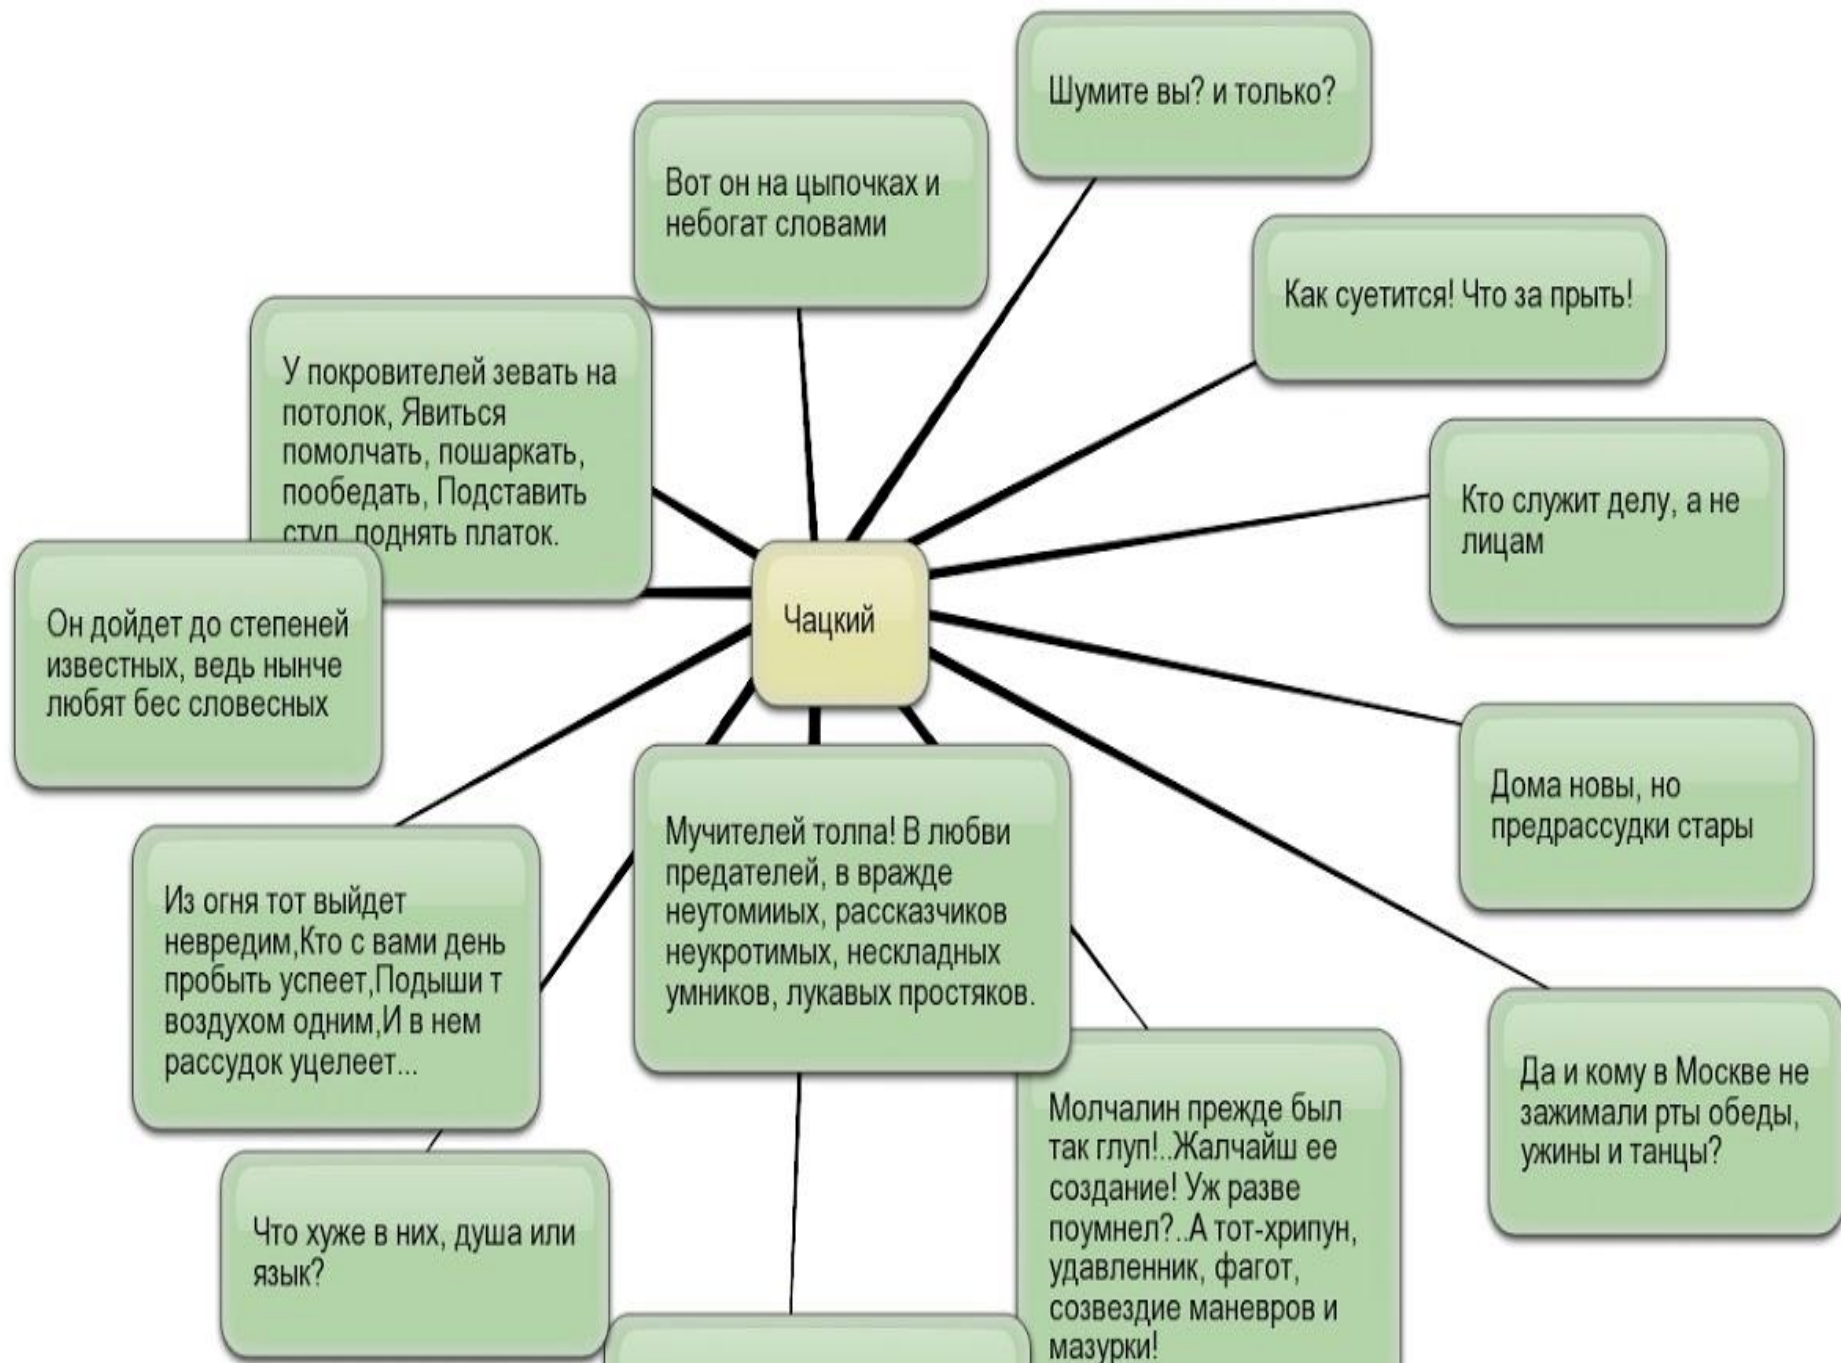 Шумите вы? и только?
Вот он на цыпочках и
небогат словами
Как суетится! Что за прыть!
У покровителей зевать на
потолок, Явиться
помолчать, пошаркать,
пообедать, Подставить
стул, поднять платок.
Кто служит делу, а не
лицам
Чацкий
Он дойдет до степеней
известных, ведь нынче
любят бес словесных
Дома новы, но
предрассудки стары
Мучителей толпа! В любви
предателей, в вражде
неутомииых, рассказчиков
неукротимых, нескладных
умников, лукавых простяков.
Из огня тот выйдет
невредим,Кто с вами день
пробыть успеет,Подыши т
воздухом одним,И в нем
рассудок уцелеет...
Да и кому в Москве не
зажимали рты обеды,
ужины и танцы?
Молчалин прежде был
так глуп!..Жалчайш ее
создание! Уж разве
поумнел?..А тот-хрипун,
удавленник, фагот,
созвездие маневров и
мазурки!
Что хуже в них, душа или
язык?